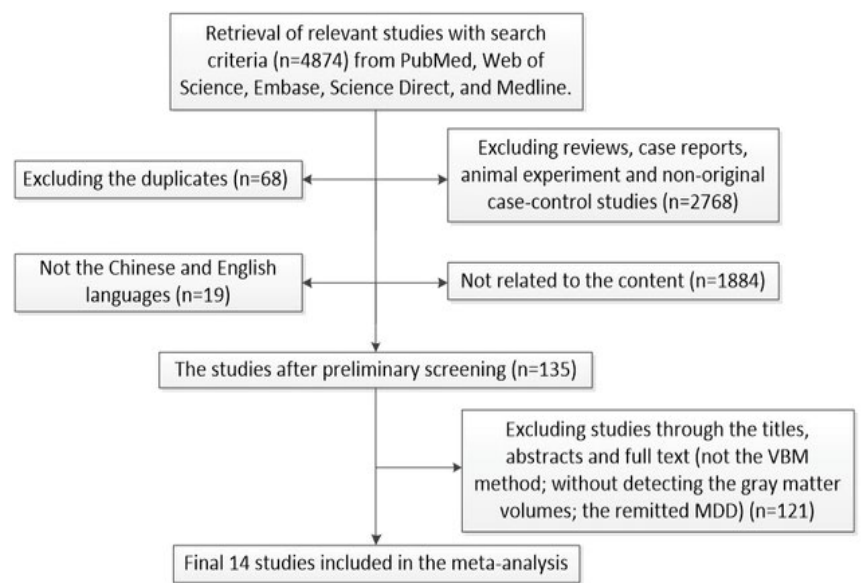 Retrieval of relevant studies with search
criteria (n=4874) from PubMed, Web of
Science, Embase, Science Direct, and Medline.
Excluding the duplicates (n=68)
Excluding reviews, case reports,
animal experiment and non-original
case-control studies (n=2768)
Not the Chinese and English
languages (n=19)
Not related to the content (n=1884)
The studies after preliminary screening (n=135)
Excluding studies through the titles,
abstracts and full text (not the VBM
method; without detecting the gray matter
volumes; the remitted MDD) (n=121)
Final 14 studies included in the meta-analysis